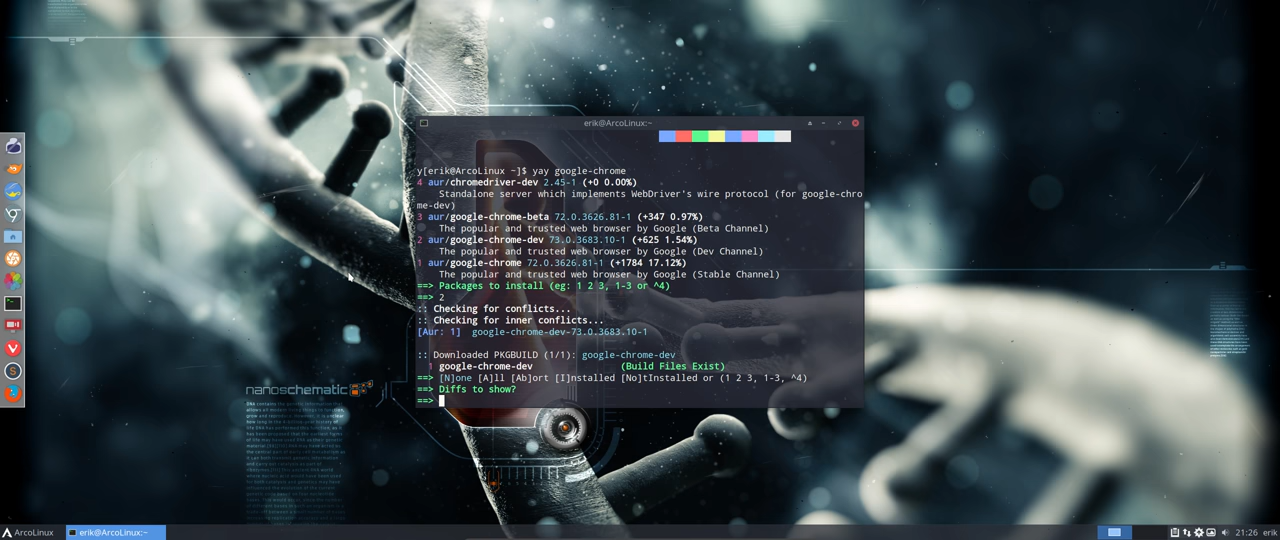 erik@ArcoLinux:~
y[erik@ArcoLinux ~]$ yay google-chrome
4 aur/chromedriver-dev 2.45-1 (+0 0.00%)
    Standalone server which implements WebDriver's wire protocol (for google-chro
me-dev)
3 aur/google-chrome-beta 72.0.3626.81-1 (+347 0.97%)
    The popular and trusted web browser by Google (Beta Channel)
2 aur/google-chrome-dev 73.0.3683.10-1 (+625 1.54%)
    The popular and trusted web browser by Google (Dev Channel)
1 aur/google-chrome 72.0.3626.81-1 (+1784 17.12%)
    The popular and trusted web browser by Google (Stable Channel)
==> Packages to install (eg: 1 2 3, 1-3 or ^4)
==> 2
:: Checking for conflicts...
:: Checking for inner conflicts...
[Aur: 1]  google-chrome-dev-73.0.3683.10-1
:: Downloaded PKGBUILD (1/1): google-chrome-dev
  1 google-chrome-dev                (Build Files Exist)
==> [N]one [A]ll [Ab]ort [I]nstalled [No]tInstalled or (1 2 3, 1-3, ^4)
==> Diffs to show?
==>
nanoschematic
ArcoLinux
erik@ArcoLinux:~
21:26
erik